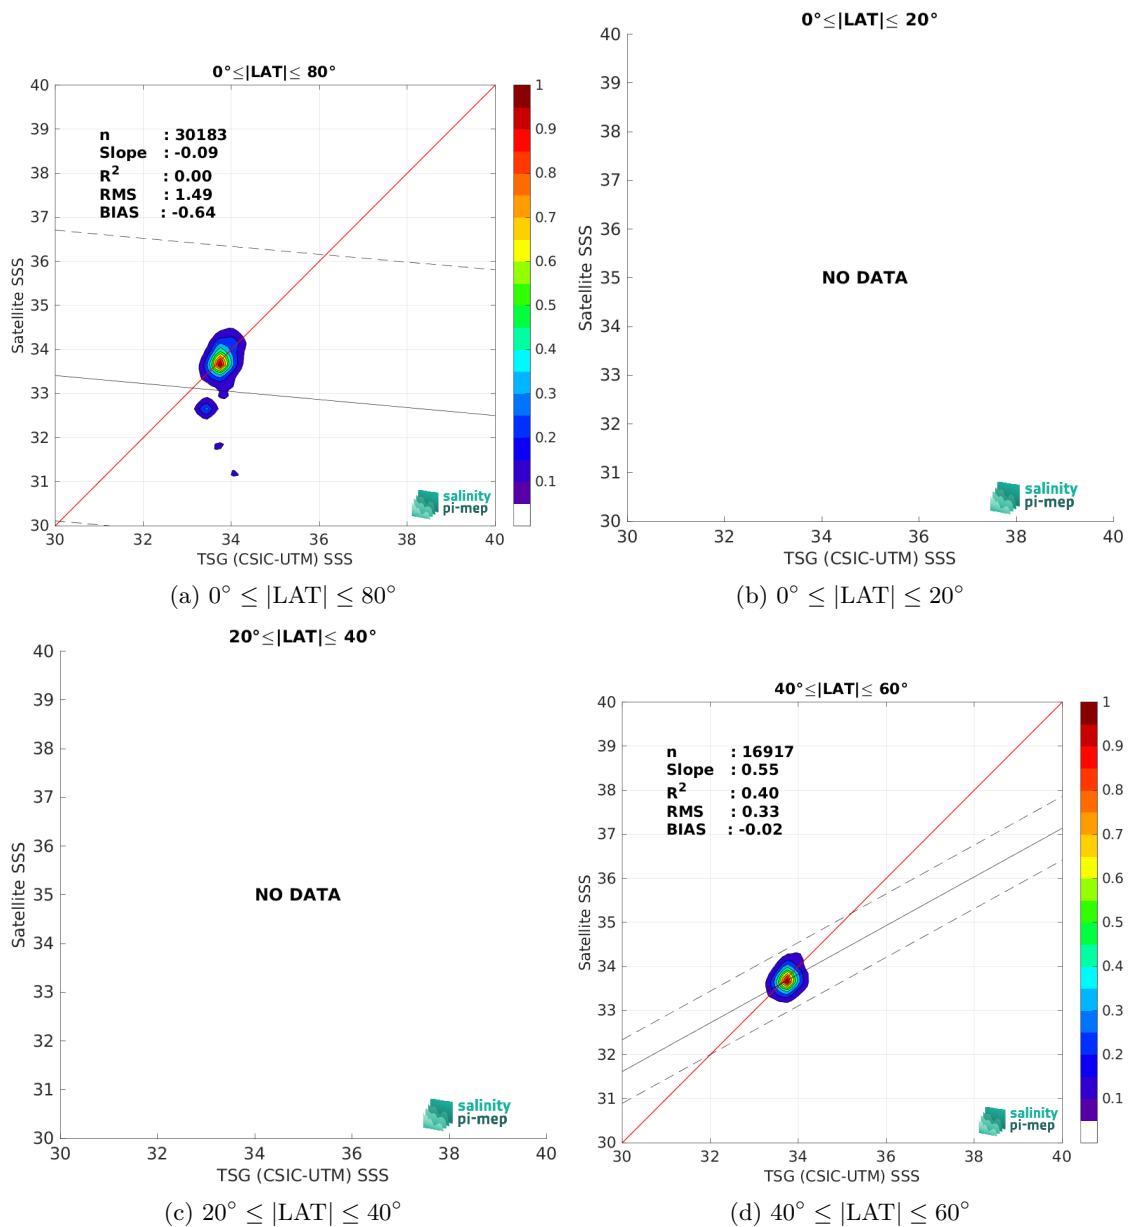 0°≤|LAT|≤ 80°
40
39
38
37
36
35
34
33
32
31
30
Satellite SSS
n : 30183
Slope : -0.09
R² : 0.00
RMS : 1.49
BIAS : -0.64
salinity
pi-mep
30 32 34 36 38 40
TSG (CSIC-UTM) SSS
1
0.9
0.8
0.7
0.6
0.5
0.4
0.3
0.2
0.1
(a) 0° ≤ |LAT| ≤ 80°
0°≤|LAT|≤ 20°
40
39
38
37
36
35
34
33
32
31
30
Satellite SSS
NO DATA
salinity
pi-mep
30 32 34 36 38 40
TSG (CSIC-UTM) SSS
(b) 0° ≤ |LAT| ≤ 20°
20°≤|LAT|≤ 40°
40
39
38
37
36
35
34
33
32
31
30
Satellite SSS
NO DATA
salinity
pi-mep
30 32 34 36 38 40
TSG (CSIC-UTM) SSS
(c) 20° ≤ |LAT| ≤ 40°
40°≤|LAT|≤ 60°
40
39
38
37
36
35
34
33
32
31
30
Satellite SSS
n : 16917
Slope : 0.55
R² : 0.40
RMS : 0.33
BIAS : -0.02
salinity
pi-mep
30 32 34 36 38 40
TSG (CSIC-UTM) SSS
1
0.9
0.8
0.7
0.6
0.5
0.4
0.3
0.2
0.1
(d) 40° ≤ |LAT| ≤ 60°